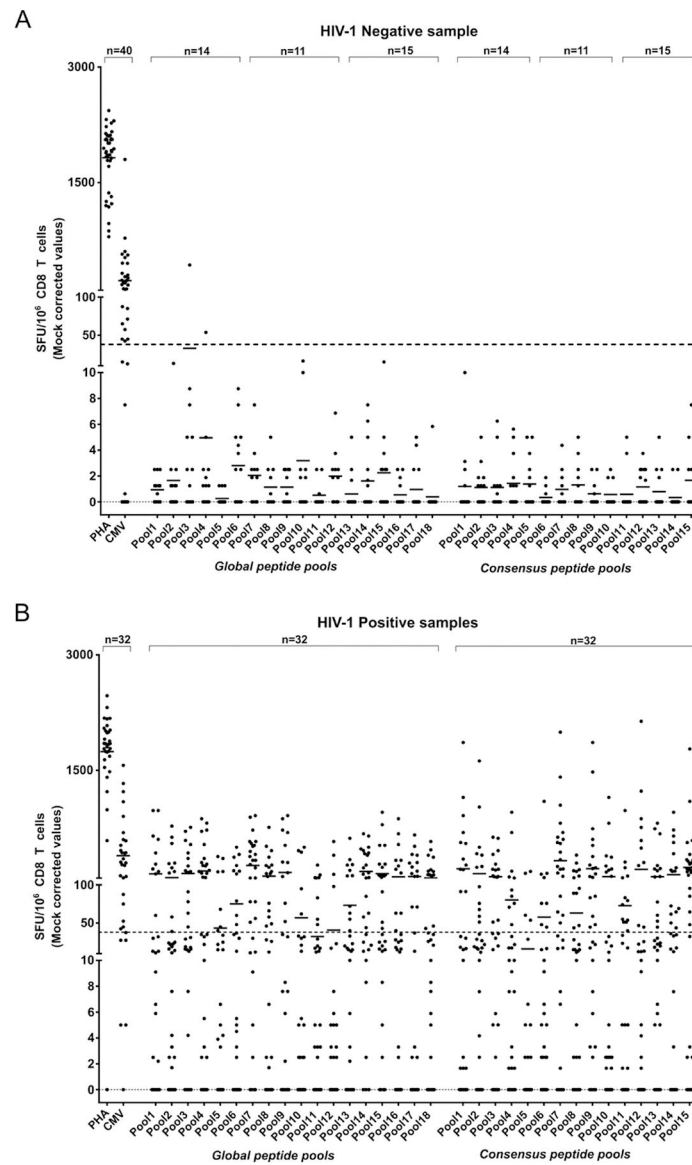 A
HIV-1 Negative sample
n=40 n=14 n=11 n=15 n=14 n=11 n=15
3000
1500
100
50
10
8
6
4
2
0
SFU/10⁶ CD8 T cells
(Mock corrected values)
PHA CMV Pool1 Pool2 Pool3 Pool4 Pool5 Pool6 Pool7 Pool8 Pool9 Pool10 Pool11 Pool12 Pool13 Pool14 Pool15 Pool16 Pool17 Pool18 Pool1 Pool2 Pool3 Pool4 Pool5 Pool6 Pool7 Pool8 Pool9 Pool10 Pool11 Pool12 Pool13 Pool14 Pool15
Global peptide pools Consensus peptide pools
B
HIV-1 Positive samples
n=32 n=32 n=32
3000
1500
100
50
10
8
6
4
2
0
SFU/10⁶ CD8 T cells
(Mock corrected values)
PHA CMV Pool1 Pool2 Pool3 Pool4 Pool5 Pool6 Pool7 Pool8 Pool9 Pool10 Pool11 Pool12 Pool13 Pool14 Pool15 Pool16 Pool17 Pool18 Pool1 Pool2 Pool3 Pool4 Pool5 Pool6 Pool7 Pool8 Pool9 Pool10 Pool11 Pool12 Pool13 Pool14 Pool15
Global peptide pools Consensus peptide pools